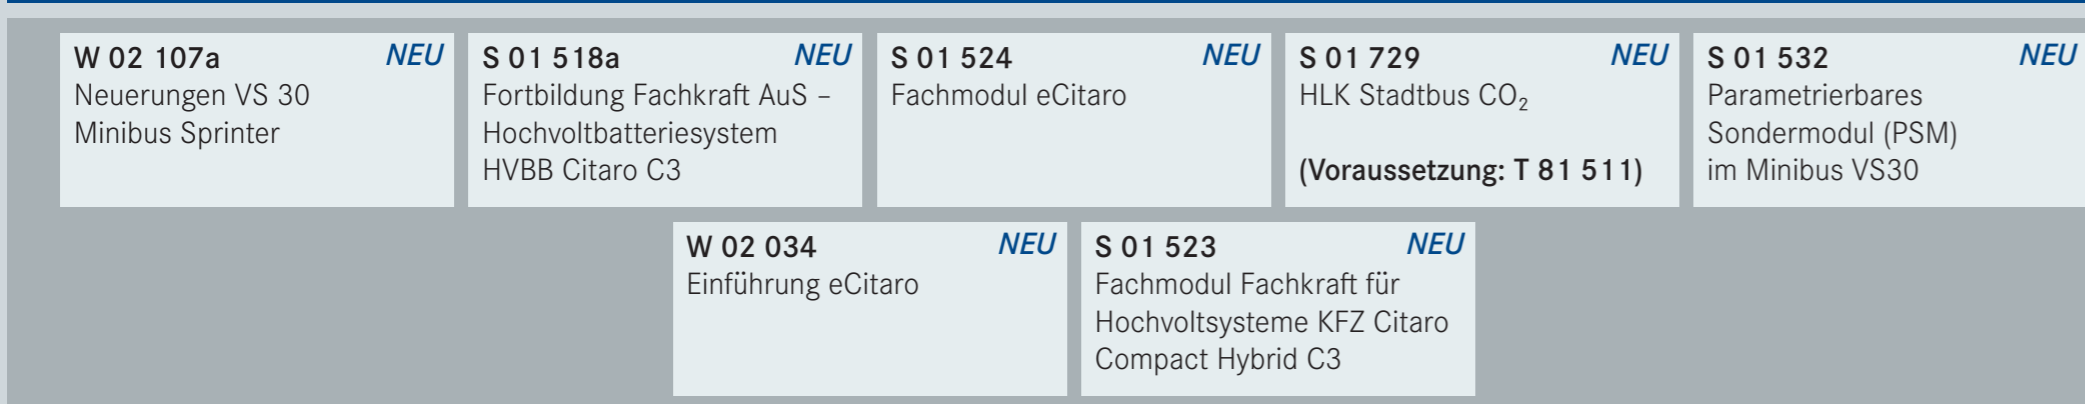 W 02 107a NEU
Neuerungen VS 30
Minibus Sprinter
S 01 518a NEU
Fortbildung Fachkraft AuS –
Hochvoltbatteriesystem
HVBB Citaro C3
S 01 524 NEU
Fachmodul eCitaro
S 01 729 NEU
HLK Stadtbus CO₂
(Voraussetzung: T 81 511)
S 01 532 NEU
Parametrierbares
Sondermodul (PSM)
im Minibus VS30
W 02 034 NEU
Einführung eCitaro
S 01 523 NEU
Fachmodul Fachkraft für
Hochvoltsysteme KFZ Citaro
Compact Hybrid C3